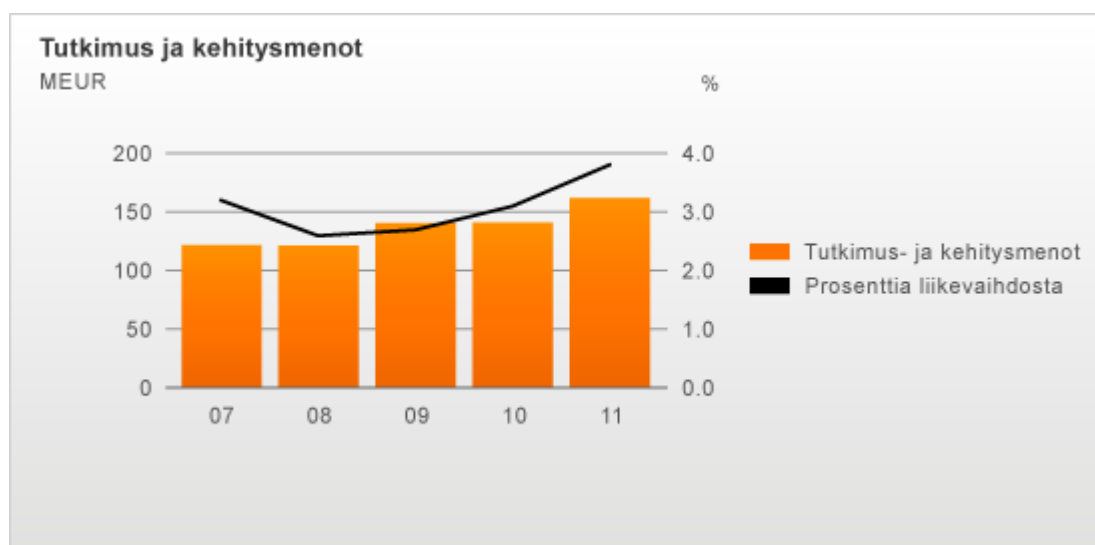 Tutkimus ja kehitysmenot
MEUR %
200 4.0
150 3.0
100 2.0
50 1.0
0 0.0
07 08 09 10 11
Tutkimus- ja kehitysmenot
Prosenttia liikevaihdosta